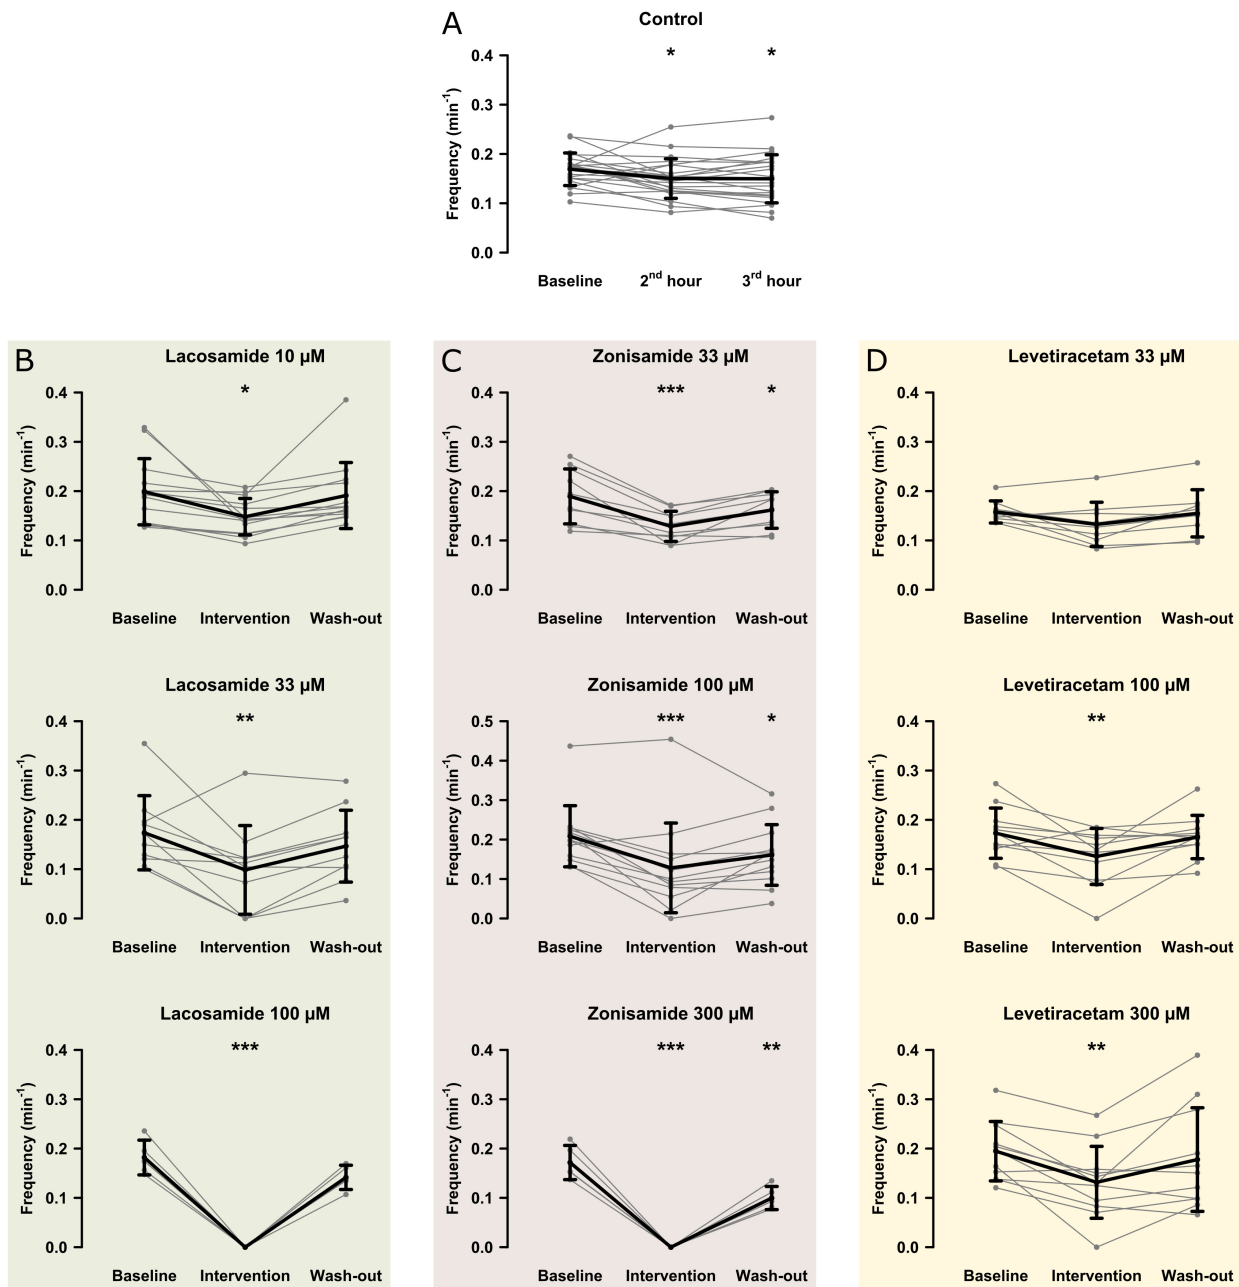 A
Control
* *
Frequency (min-1)
0.4
0.3
0.2
0.1
0.0
Baseline 2nd hour 3rd hour
B
Lacosamide 10 µM
*
Frequency (min-1)
0.4
0.3
0.2
0.1
0.0
Baseline Intervention Wash-out
Lacosamide 33 µM
**
Frequency (min-1)
0.4
0.3
0.2
0.1
0.0
Baseline Intervention Wash-out
Lacosamide 100 µM
***
Frequency (min-1)
0.4
0.3
0.2
0.1
0.0
Baseline Intervention Wash-out
C
Zonisamide 33 µM
*** *
Frequency (min-1)
0.4
0.3
0.2
0.1
0.0
Baseline Intervention Wash-out
Zonisamide 100 µM
*** *
Frequency (min-1)
0.5
0.4
0.3
0.2
0.1
0.0
Baseline Intervention Wash-out
Zonisamide 300 µM
*** **
Frequency (min-1)
0.4
0.3
0.2
0.1
0.0
Baseline Intervention Wash-out
D
Levetiracetam 33 µM
Frequency (min-1)
0.4
0.3
0.2
0.1
0.0
Baseline Intervention Wash-out
Levetiracetam 100 µM
**
Frequency (min-1)
0.4
0.3
0.2
0.1
0.0
Baseline Intervention Wash-out
Levetiracetam 300 µM
**
Frequency (min-1)
0.4
0.3
0.2
0.1
0.0
Baseline Intervention Wash-out